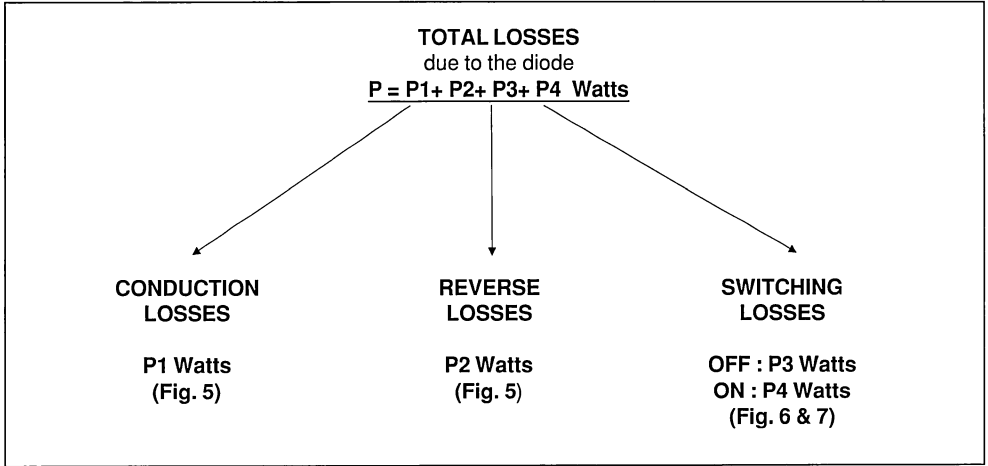 TOTAL LOSSES
due to the diode
P = P1+ P2+ P3+ P4 Watts
CONDUCTION
LOSSES
P1 Watts
(Fig. 5)
REVERSE
LOSSES
P2 Watts
(Fig. 5)
SWITCHING
LOSSES
OFF : P3 Watts
ON : P4 Watts
(Fig. 6 & 7)